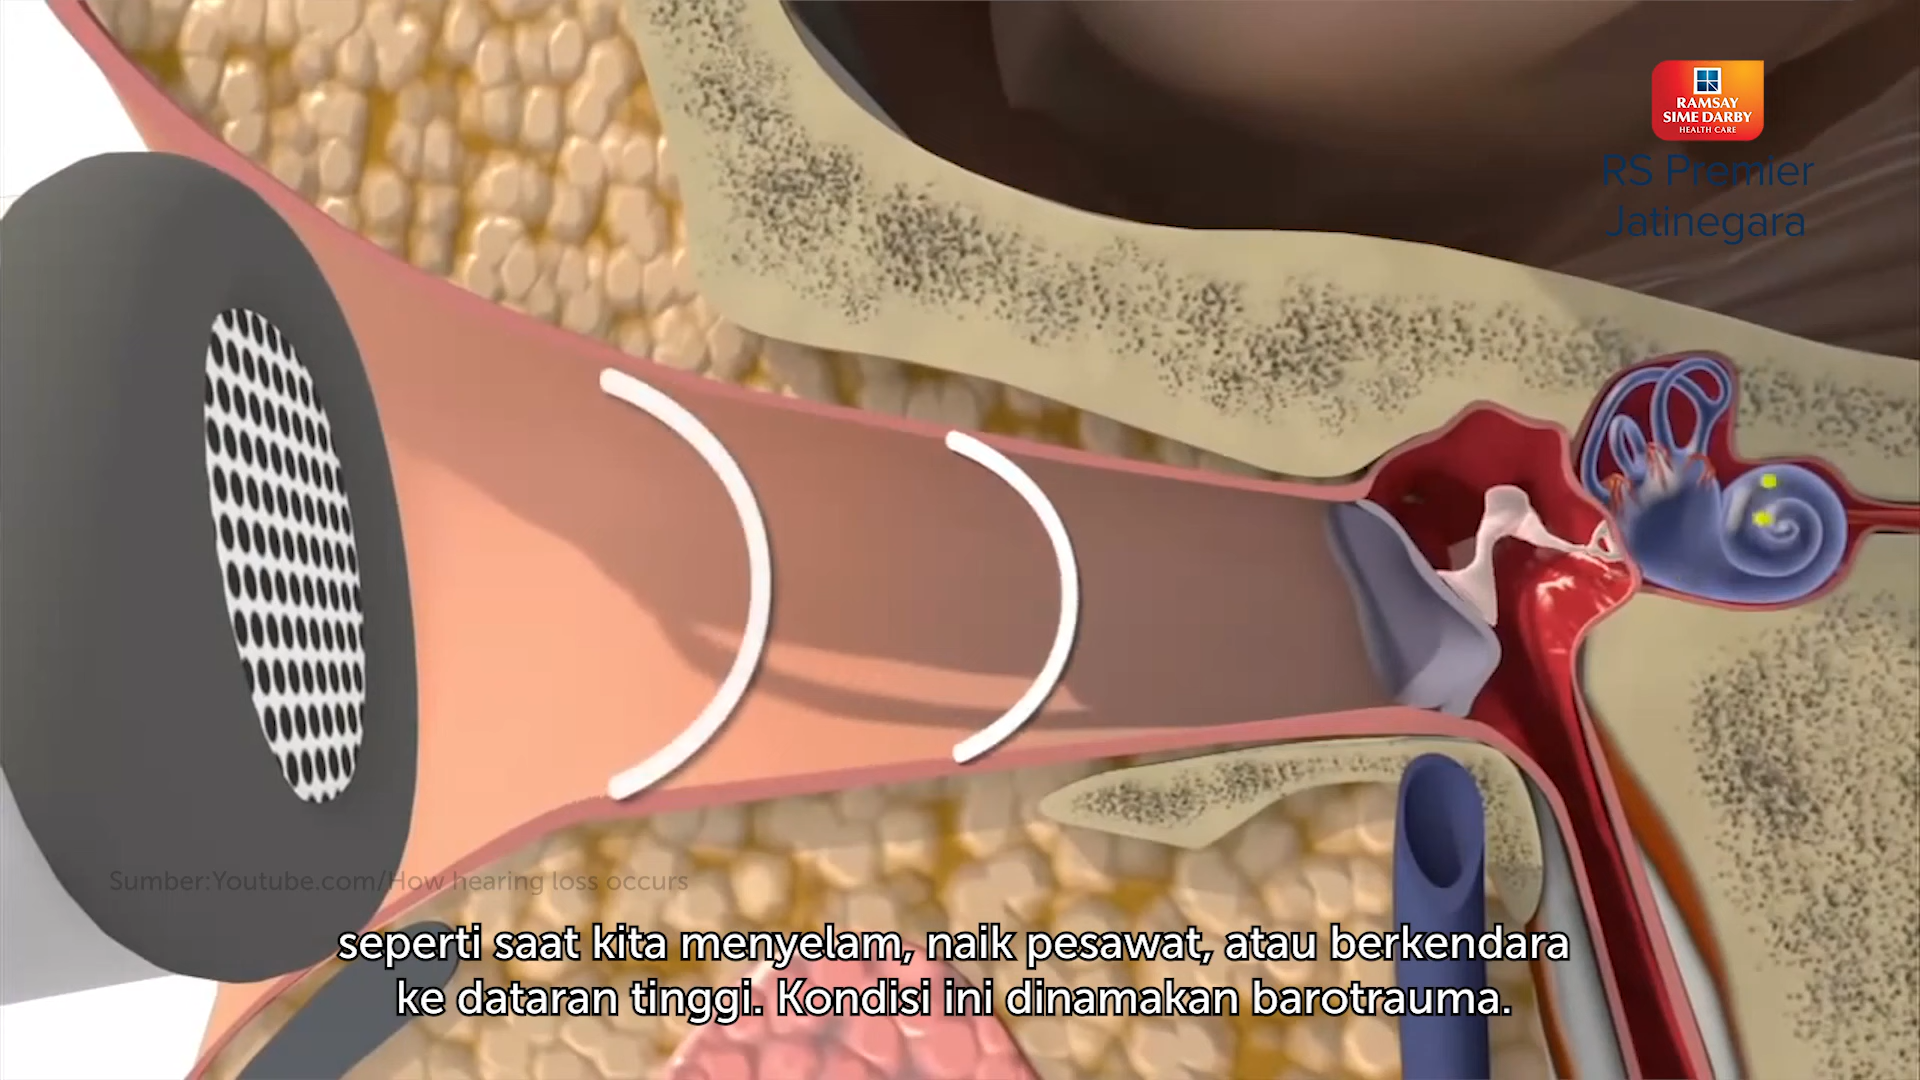 RAMSAY
SIME DARBY
HEALTH CARE
RS Premier
Jatinegara
Sumber:Youtube.com/How hearing loss occurs
seperti saat kita menyelam, naik pesawat, atau berkendara
ke dataran tinggi. Kondisi ini dinamakan barotrauma.